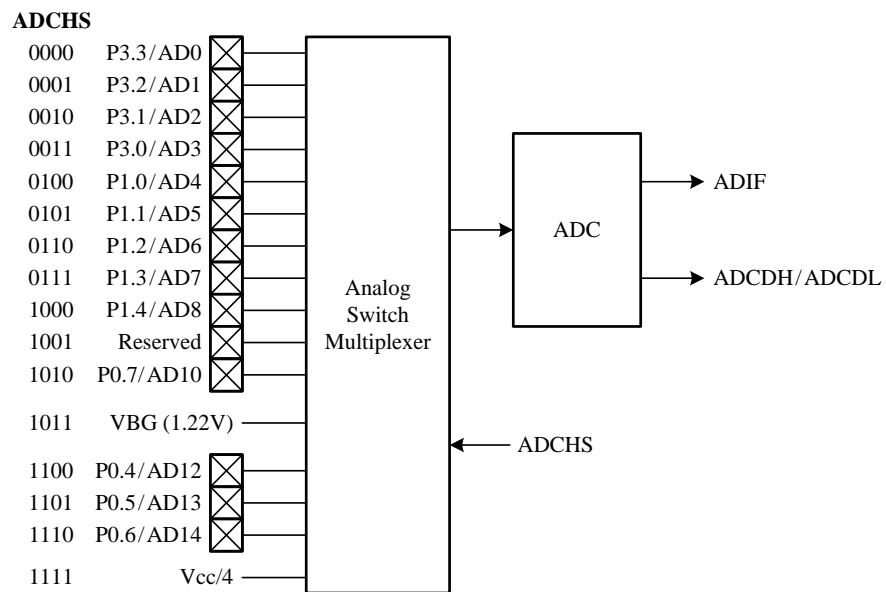 ADCHS
0000 P3.3/AD0
0001 P3.2/AD1
0010 P3.1/AD2
0011 P3.0/AD3
0100 P1.0/AD4
0101 P1.1/AD5
0110 P1.2/AD6
0111 P1.3/AD7
1000 P1.4/AD8
1001 Reserved
1010 P0.7/AD10
1011 VBG (1.22V)
1100 P0.4/AD12
1101 P0.5/AD13
1110 P0.6/AD14
1111 Vcc/4
Analog
Switch
Multiplexer
ADC
ADIF
ADCDH/ADCDL
ADCHS